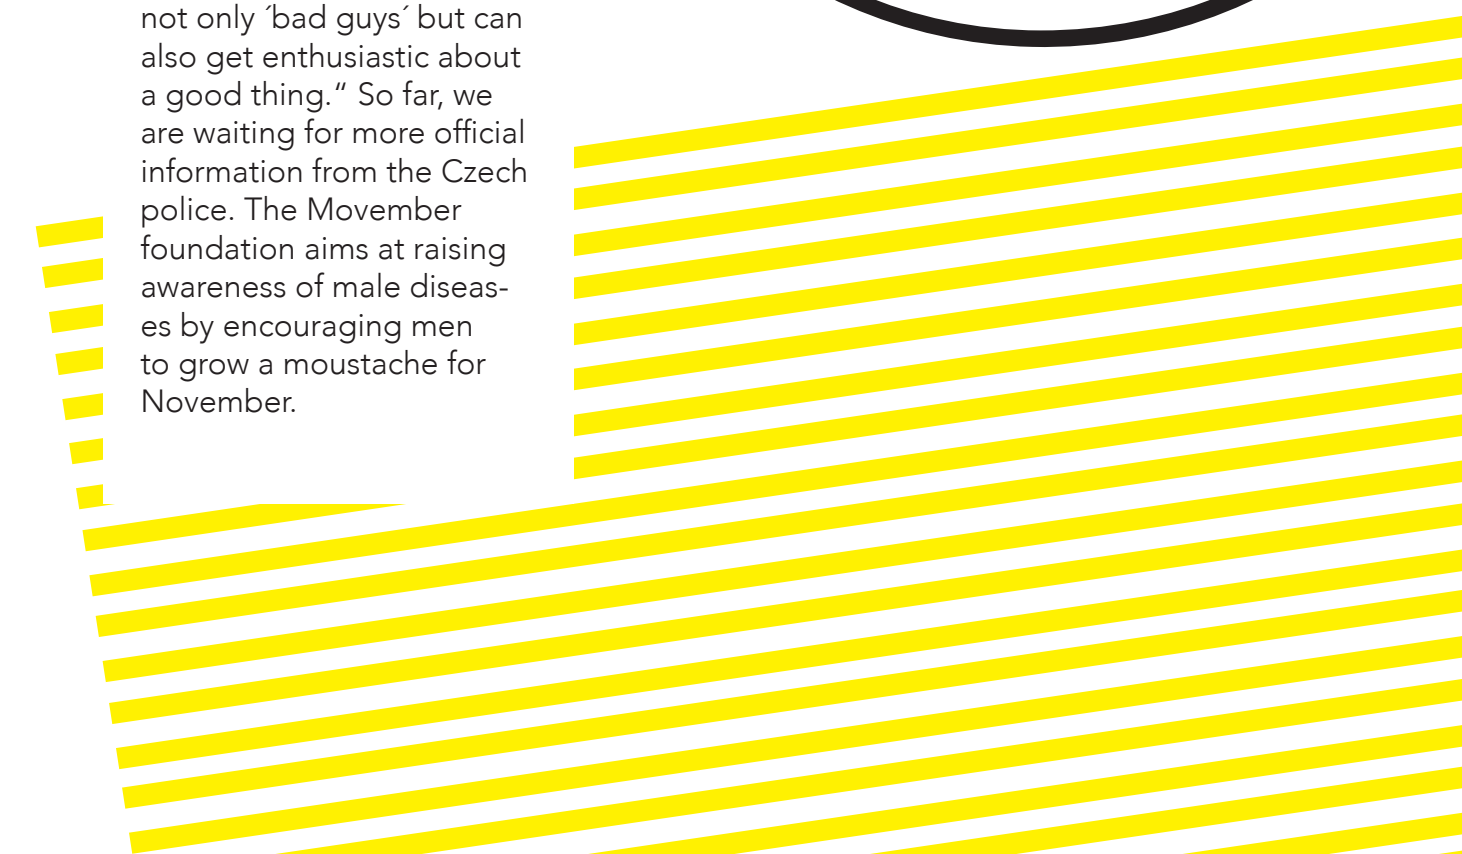 not only ´bad guys´ but can
also get enthusiastic about
a good thing.“ So far, we
are waiting for more official
information from the Czech
police. The Movember
foundation aims at raising
awareness of male diseas-
es by encouraging men
to grow a moustache for
November.